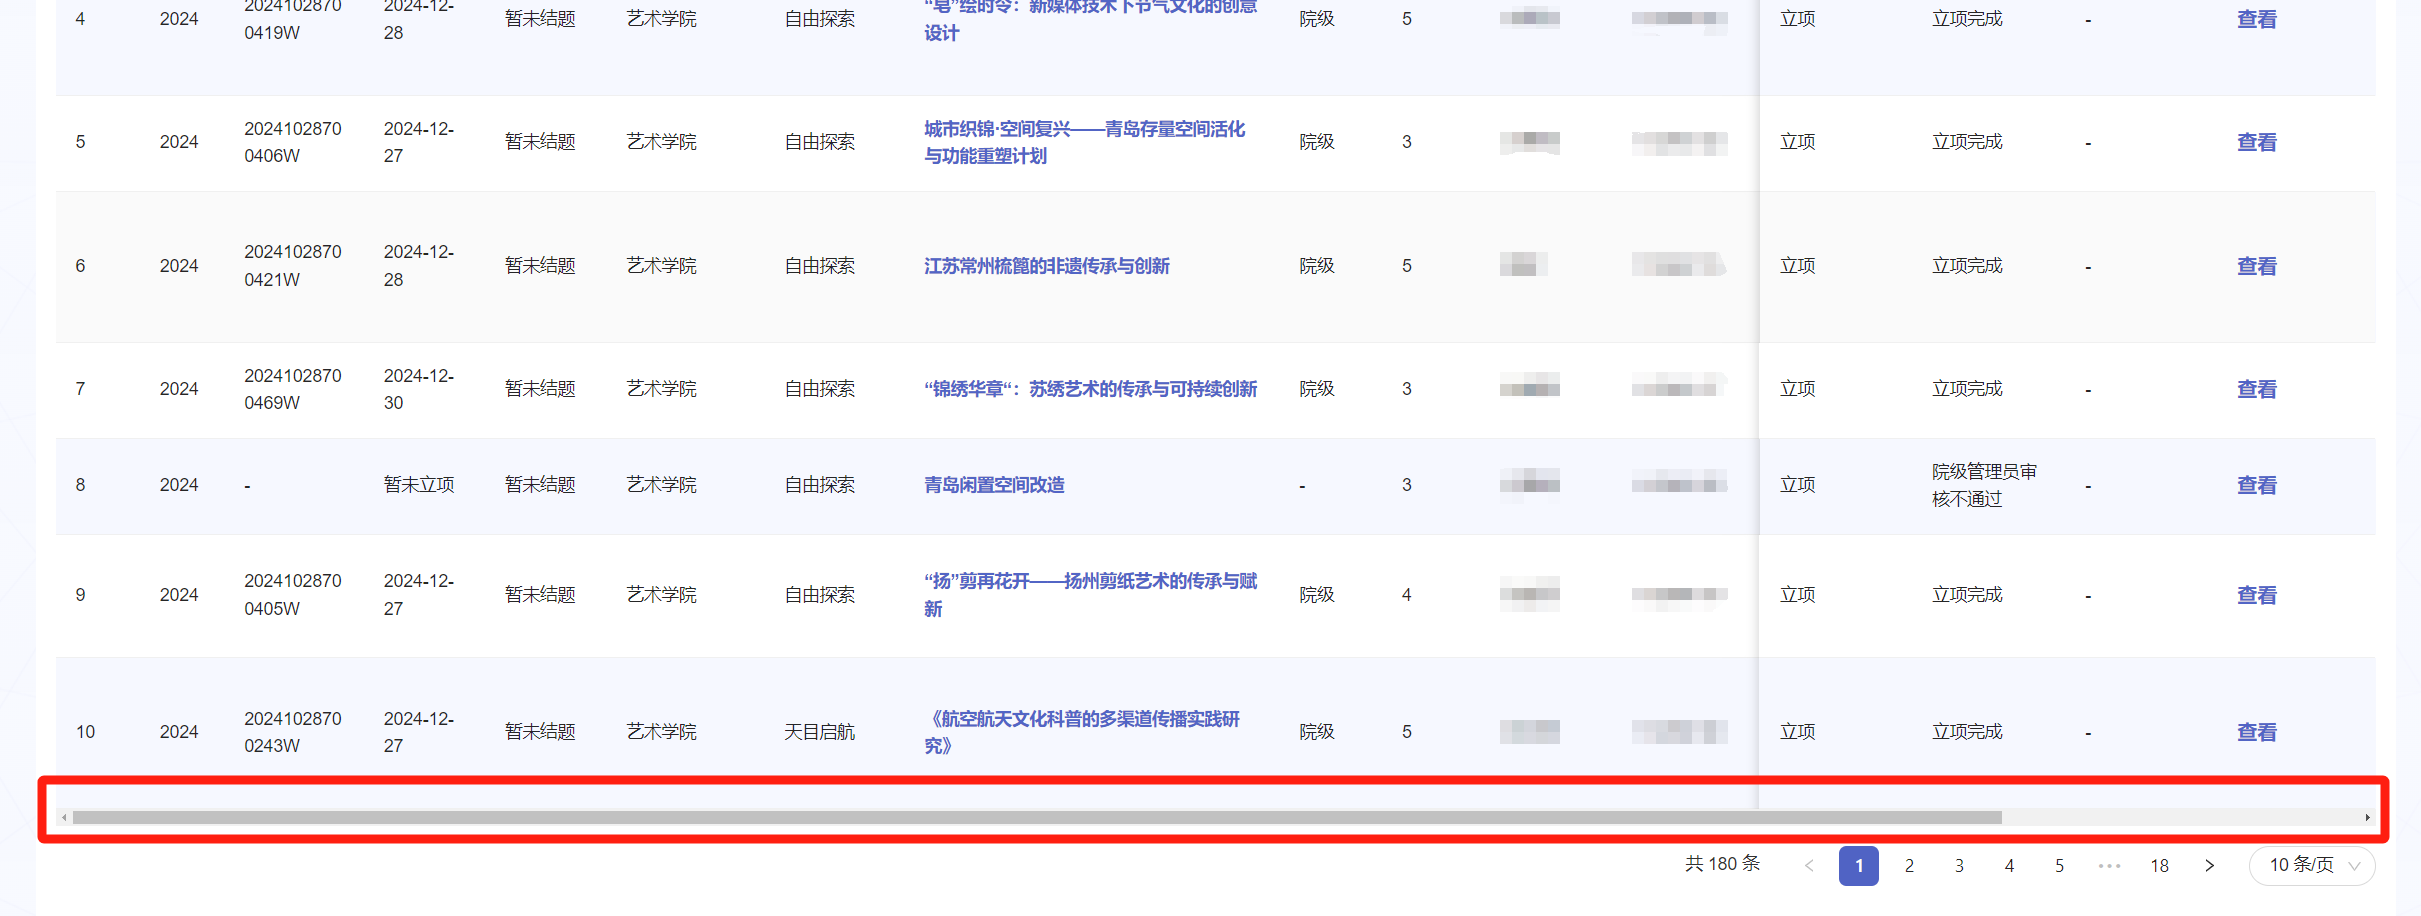 4 2024 2024102870 0419W 2024-12-28 暂未结题 艺术学院 自由探索 “皂”绘时令：新媒体技术下节气文化的创意设计 院级 5 立项 立项完成 - 查看
5 2024 2024102870 0406W 2024-12-27 暂未结题 艺术学院 自由探索 城市织锦·空间复兴——青岛存量空间活化与功能重塑计划 院级 3 立项 立项完成 - 查看
6 2024 2024102870 0421W 2024-12-28 暂未结题 艺术学院 自由探索 江苏常州梳篦的非遗传承与创新 院级 5 立项 立项完成 - 查看
7 2024 2024102870 0469W 2024-12-30 暂未结题 艺术学院 自由探索 “锦绣华章“：苏绣艺术的传承与可持续创新 院级 3 立项 立项完成 - 查看
8 2024 - 暂未立项 暂未结题 艺术学院 自由探索 青岛闲置空间改造 - 3 立项 院级管理员审核不通过 - 查看
9 2024 2024102870 0405W 2024-12-27 暂未结题 艺术学院 自由探索 “扬”剪再花开——扬州剪纸艺术的传承与赋新 院级 4 立项 立项完成 - 查看
10 2024 2024102870 0243W 2024-12-27 暂未结题 艺术学院 天目启航 《航空航天文化科普的多渠道传播实践研究》 院级 5 立项 立项完成 - 查看
共 180 条 < 1 2 3 4 5 ••• 18 > 10 条/页